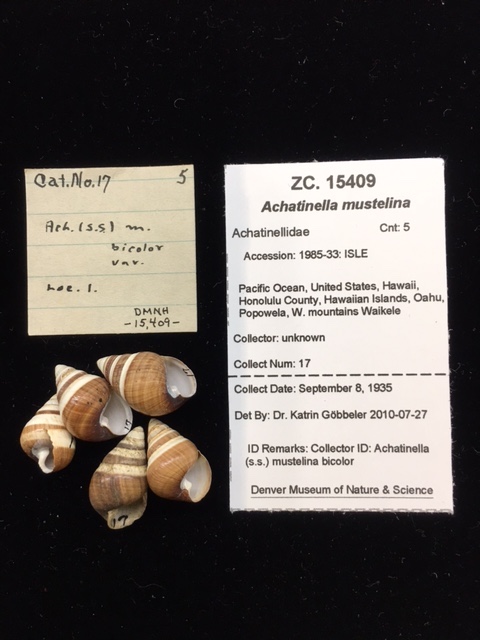 Cat.No.17 5
Ach. (s.s) m.
bicolor
var.
Loc. 1.
DMNH
-15,409-
ZC. 15409
Achatinella mustelina
Achatinellidae Cnt: 5
Accession: 1985-33: ISLE
Pacific Ocean, United States, Hawaii,
Honolulu County, Hawaiian Islands, Oahu,
Popowela, W. mountains Waikele
Collector: unknown
Collect Num: 17
Collect Date: September 8, 1935
Det By: Dr. Katrin Göbbeler 2010-07-27
ID Remarks: Collector ID: Achatinella
(s.s.) mustelina bicolor
Denver Museum of Nature & Science
17
17